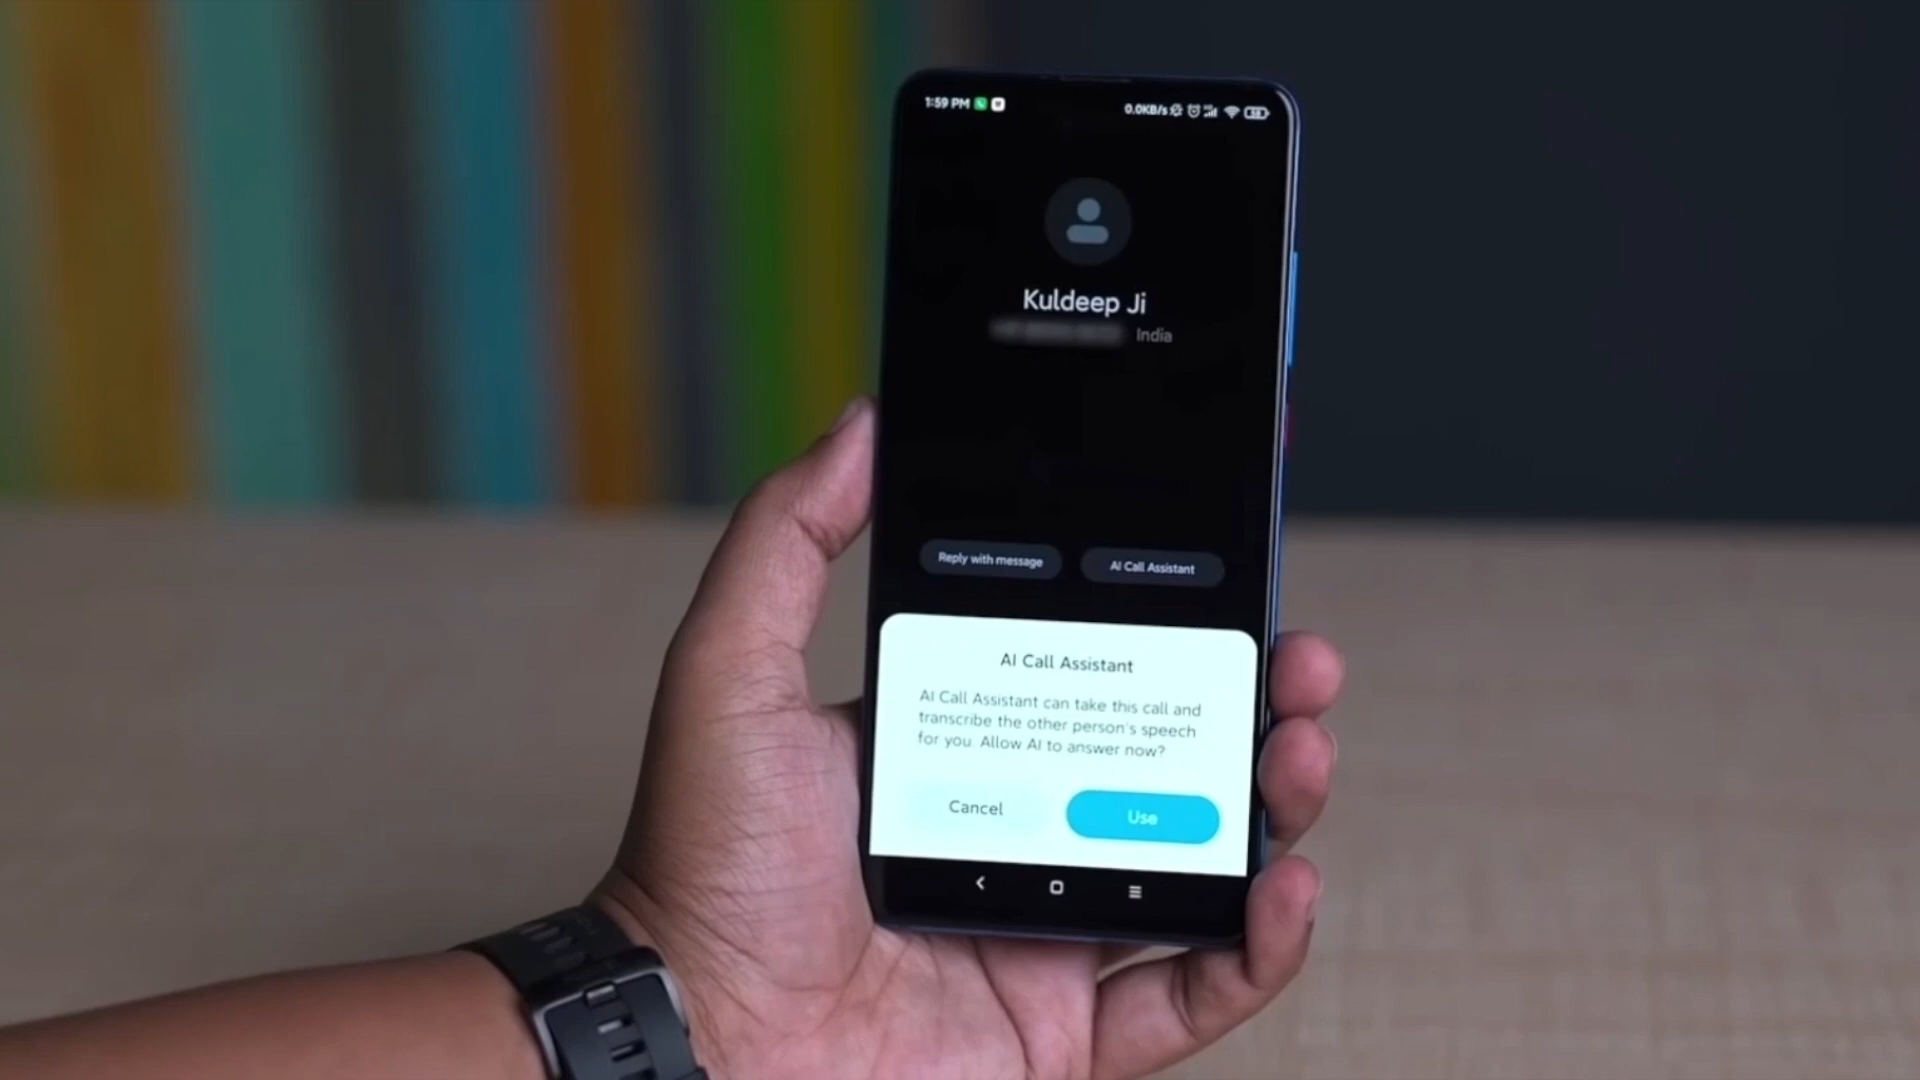 1:59 PM
0.0KB/s
Kuldeep Ji
India
Reply with message
AI Call Assistant
AI Call Assistant
AI Call Assistant can take this call and
transcribe the other person's speech
for you. Allow AI to answer now?
Cancel
Use